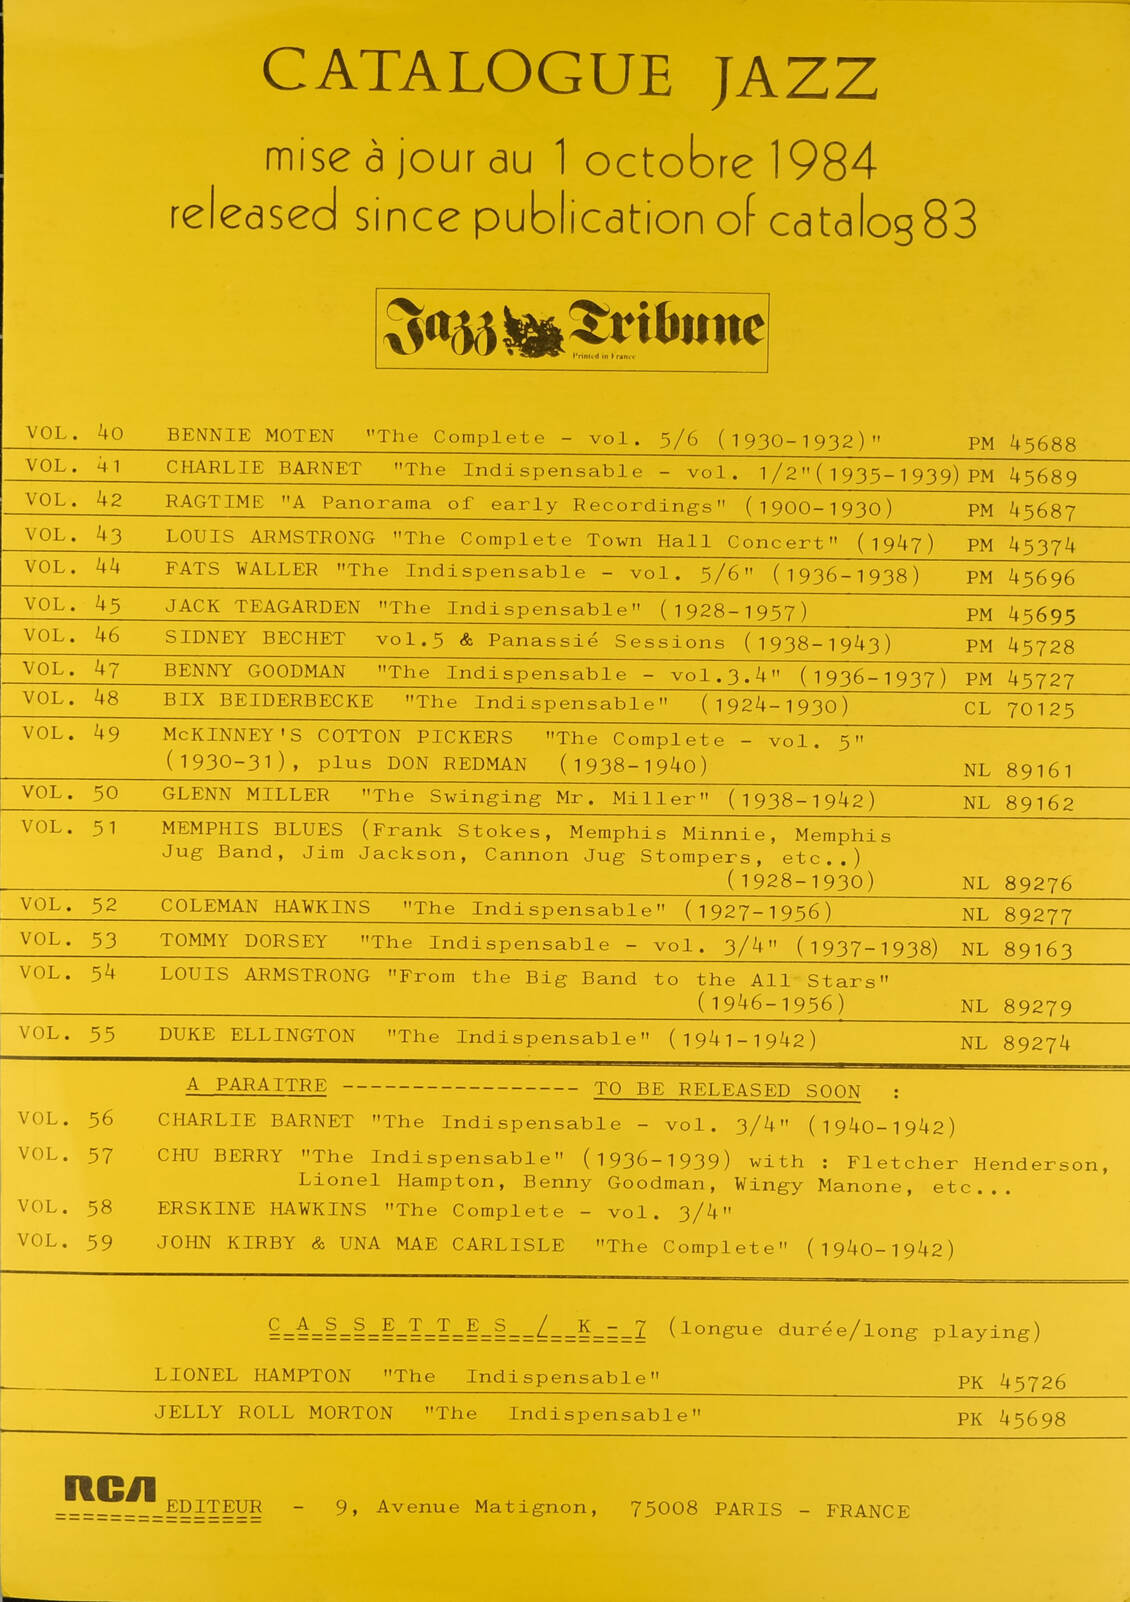 CATALOGUE JAZZ
mise à jour au 1 octobre 1984
released since publication of catalog 83
Jazz Tribune
Printed in France
VOL. 40 BENNIE MOTEN "The Complete - vol. 5/6 (1930-1932)" PM 45688
VOL. 41 CHARLIE BARNET "The Indispensable - vol. 1/2" (1935-1939) PM 45689
VOL. 42 RAGTIME "A Panorama of early Recordings" (1900-1930) PM 45687
VOL. 43 LOUIS ARMSTRONG "The Complete Town Hall Concert" (1947) PM 45374
VOL. 44 FATS WALLER "The Indispensable - vol. 5/6" (1936-1938) PM 45696
VOL. 45 JACK TEAGARDEN "The Indispensable" (1928-1957) PM 45695
VOL. 46 SIDNEY BECHET vol.5 & Panassié Sessions (1938-1943) PM 45728
VOL. 47 BENNY GOODMAN "The Indispensable - vol.3.4" (1936-1937) PM 45727
VOL. 48 BIX BEIDERBECKE "The Indispensable" (1924-1930) CL 70125
VOL. 49 McKINNEY'S COTTON PICKERS "The Complete - vol. 5"
(1930-31), plus DON REDMAN (1938-1940) NL 89161
VOL. 50 GLENN MILLER "The Swinging Mr. Miller" (1938-1942) NL 89162
VOL. 51 MEMPHIS BLUES (Frank Stokes, Memphis Minnie, Memphis
Jug Band, Jim Jackson, Cannon Jug Stompers, etc..)
(1928-1930) NL 89276
VOL. 52 COLEMAN HAWKINS "The Indispensable" (1927-1956) NL 89277
VOL. 53 TOMMY DORSEY "The Indispensable - vol. 3/4" (1937-1938) NL 89163
VOL. 54 LOUIS ARMSTRONG "From the Big Band to the All Stars"
(1946-1956) NL 89279
VOL. 55 DUKE ELLINGTON "The Indispensable" (1941-1942) NL 89274
A PARAITRE ----------------- TO BE RELEASED SOON :
VOL. 56 CHARLIE BARNET "The Indispensable - vol. 3/4" (1940-1942)
VOL. 57 CHU BERRY "The Indispensable" (1936-1939) with : Fletcher Henderson,
Lionel Hampton, Benny Goodman, Wingy Manone, etc...
VOL. 58 ERSKINE HAWKINS "The Complete - vol. 3/4"
VOL. 59 JOHN KIRBY & UNA MAE CARLISLE "The Complete" (1940-1942)
C A S S E T T E S / K - 7 (longue durée/long playing)
LIONEL HAMPTON "The Indispensable" PK 45726
JELLY ROLL MORTON "The Indispensable" PK 45698
RCA EDITEUR - 9, Avenue Matignon, 75008 PARIS - FRANCE